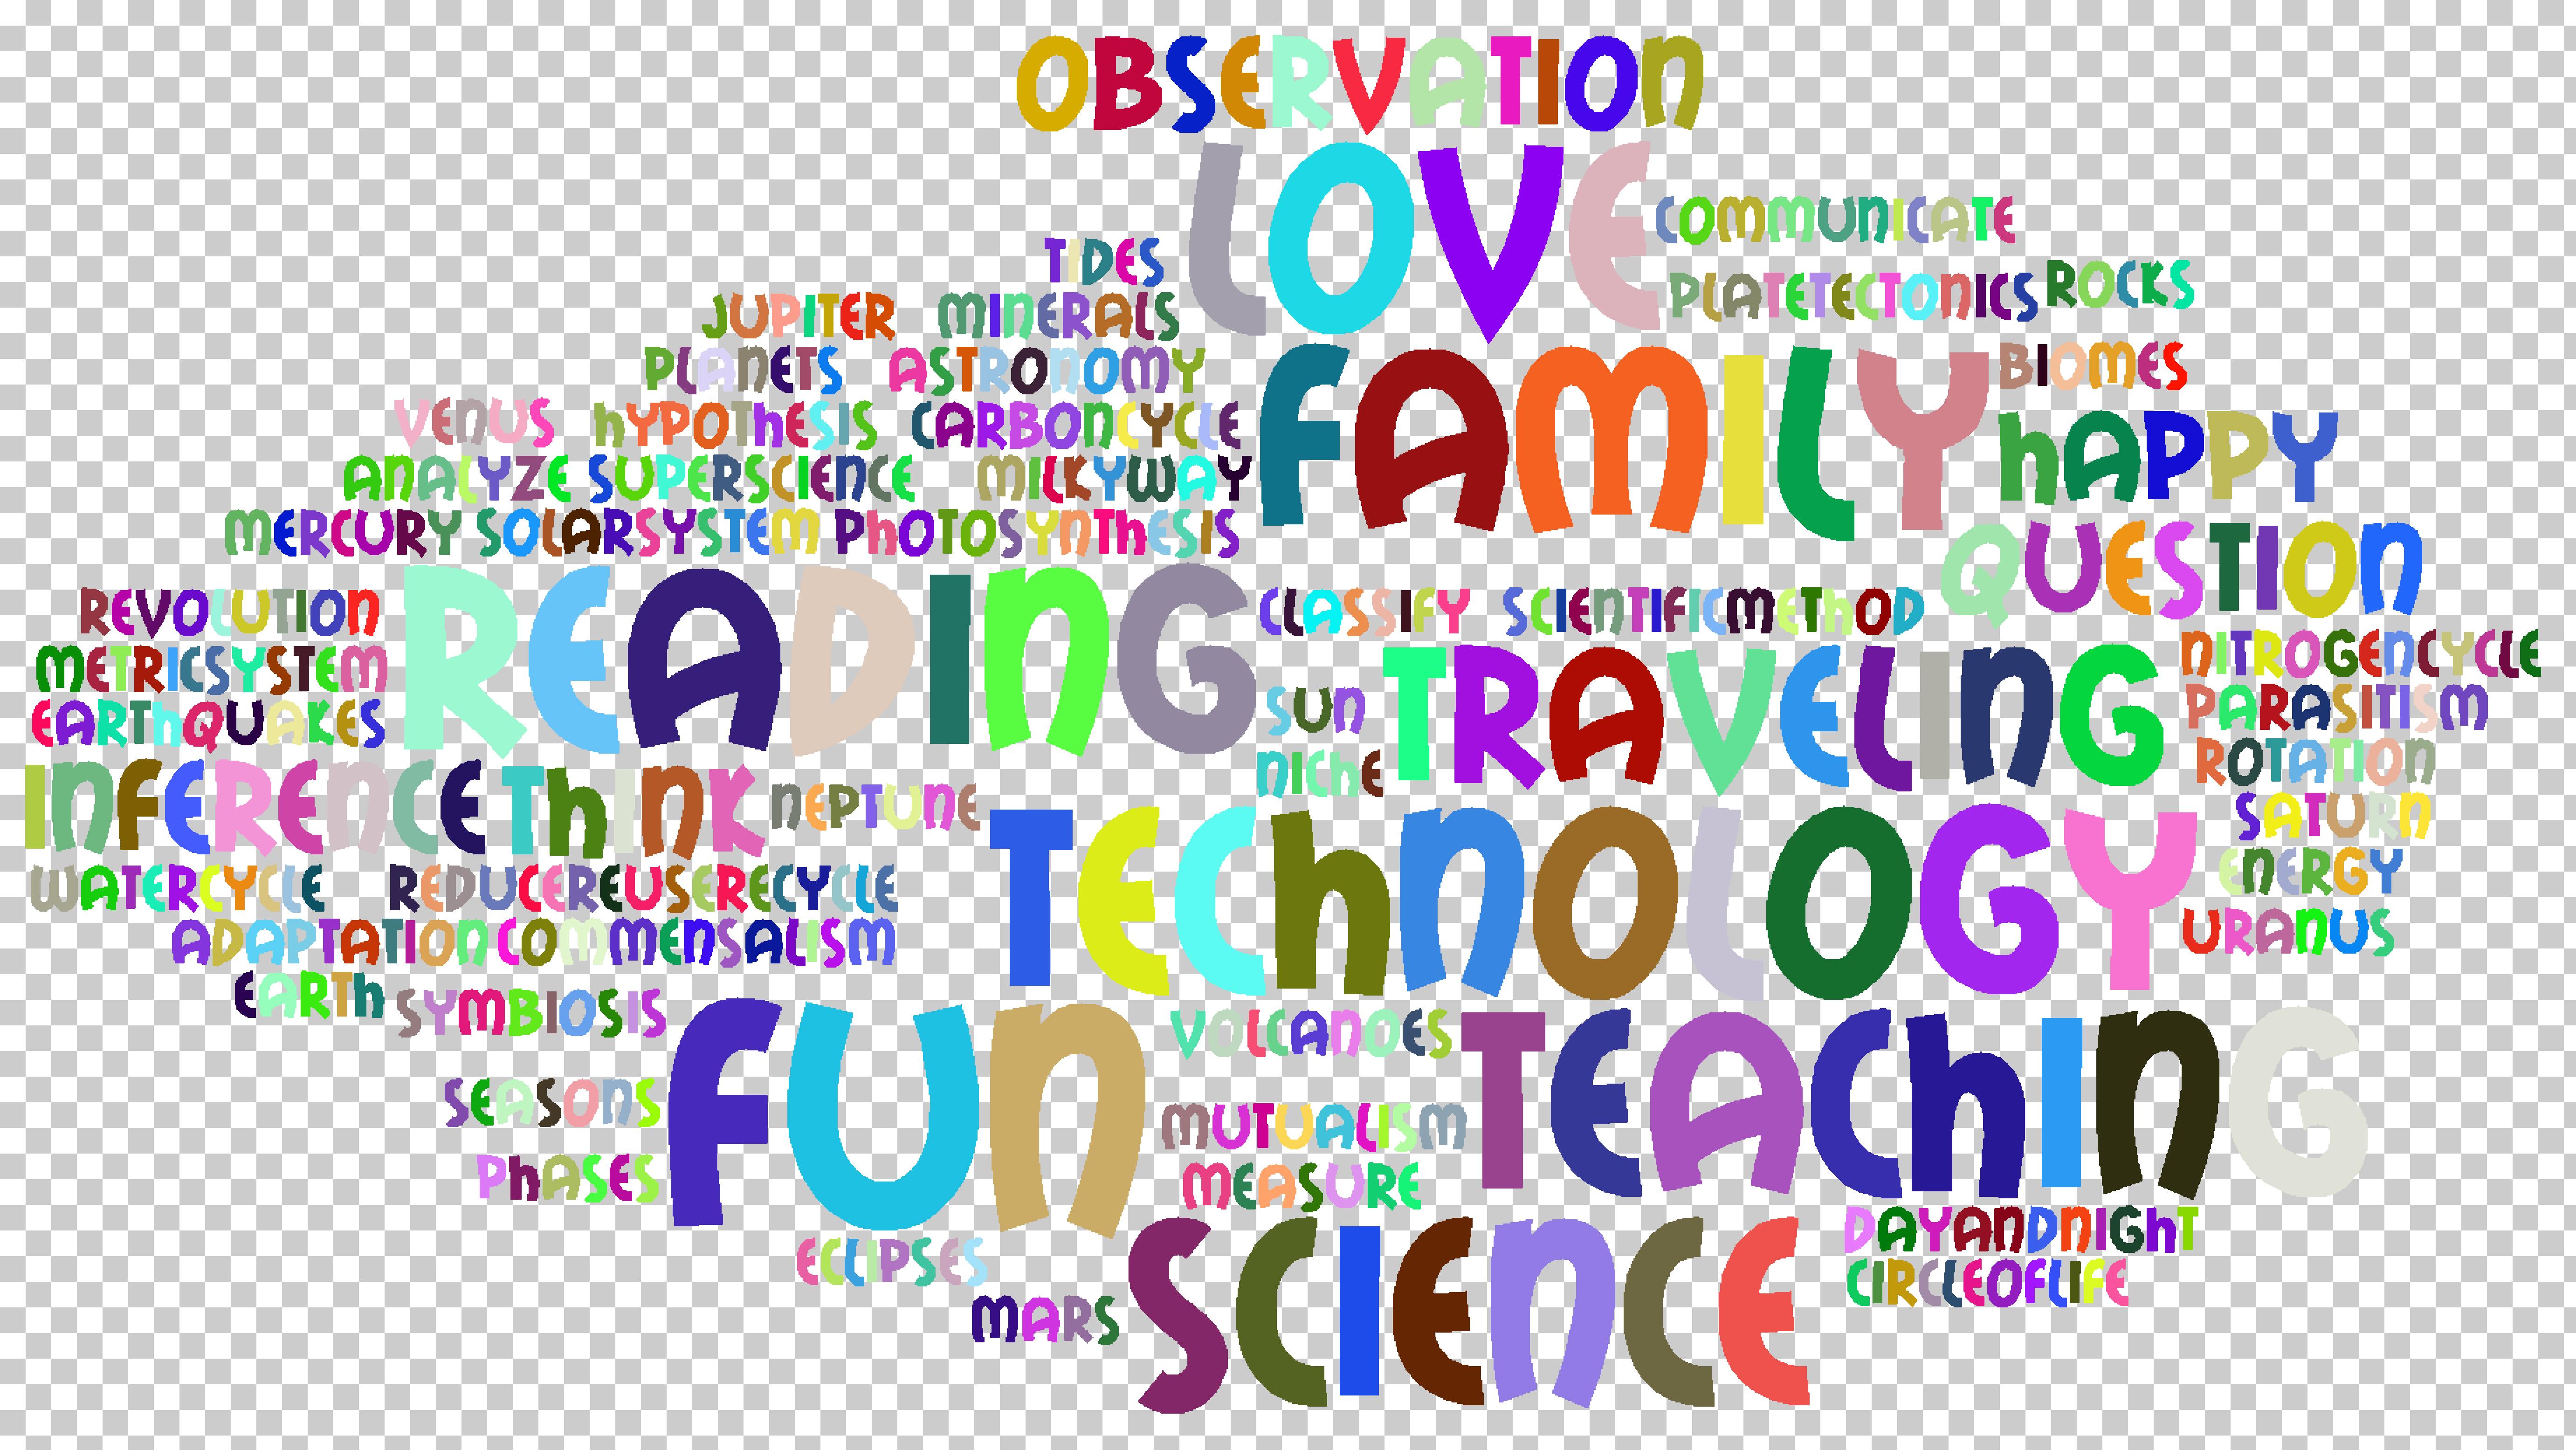 OBSERVATION
LOVE
COMMUNICATE
TIDES
PLATETECTONICS ROCKS
JUPITER MINERALS
PLANETS ASTRONOMY
FAMILY
BIOMES
VENUS hYPOThESIS CARBONCYCLE
hAPPY
ANALYZE SUPERSCIENCE MILKYWAY
MERCURY SOLARSYSTEM PhOTOSYNThESIS
QUESTION
REVOLUTION
READING
CLASSIFY SCIENTIFICMEThOD
METRICSYSTEM
NITROGENCYCLE
EARThQUAKES
SUN
TRAVELING
PARASITISM
NIChE
ROTATION
INFERENCE ThINK NEPTUNE
TEChNOLOGY
SATURN
WATERCYCLE REDUCEREUSERECYCLE
ENERGY
ADAPTATION COMMENSALISM
URANUS
EARTh SYMBIOSIS
FUN
VOLCANOES
TEAChING
SEASONS
MUTUALISM
PhASES
MEASURE
ECLIPSES
SCIENCE
DAYANDNIGhT
MARS
CIRCLEOFLIFE